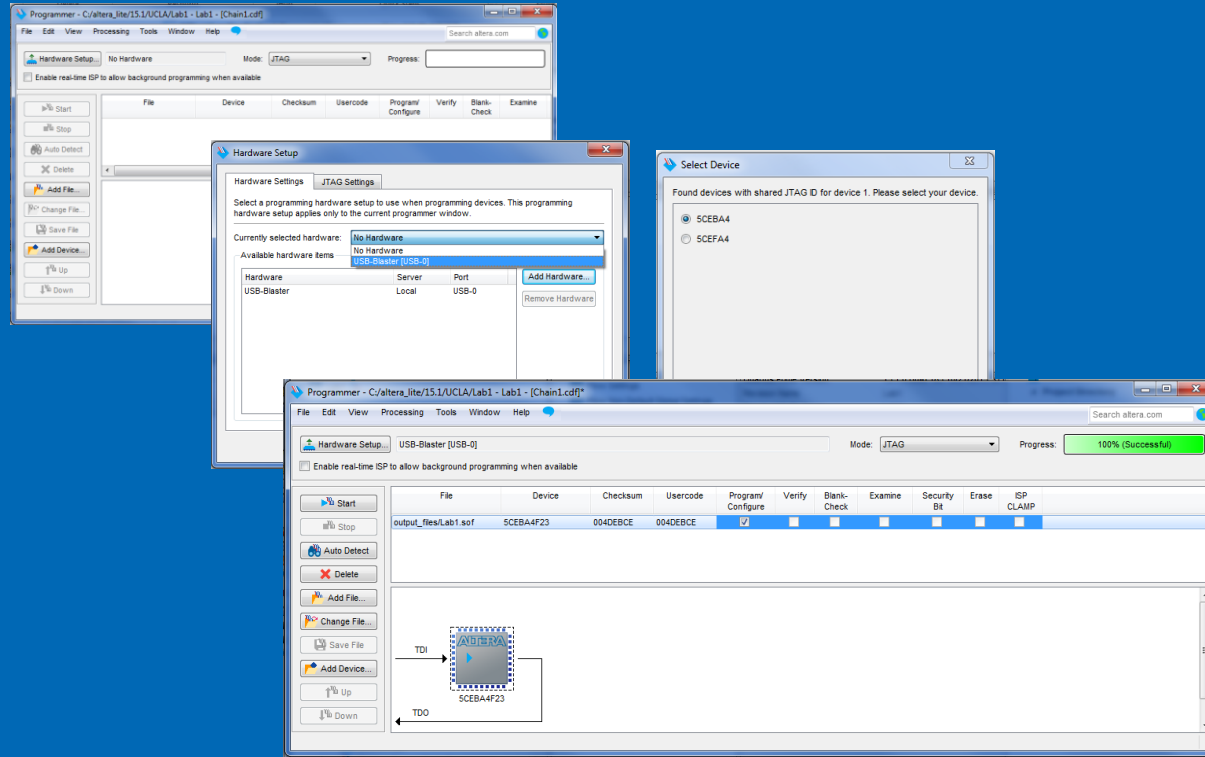 Programmer - C:/altera_lite/15.1/UCLA/Lab1 - Lab1 - [Chain1.cdf]
File Edit View Processing Tools Window Help
Search altera.com
Hardware Setup... No Hardware Mode: JTAG Progress:
Enable real-time ISP to allow background programming when available
File Device Checksum Usercode Program/ Configure Verify Blank- Check Examine
Start
Stop
Auto Detect
Delete
Add File...
Change File...
Save File
Add Device...
Up
Down
Hardware Setup
Hardware Settings JTAG Settings
Select a programming hardware setup to use when programming devices. This programming
hardware setup applies only to the current programmer window.
Currently selected hardware: No Hardware
No Hardware
USB-Blaster [USB-0]
Available hardware items
Hardware Server Port
USB-Blaster Local USB-0
Add Hardware...
Remove Hardware
Select Device
Found devices with shared JTAG ID for device 1. Please select your device.
5CEBA4
5CEFA4
Programmer - C:/altera_lite/15.1/UCLA/Lab1 - Lab1 - [Chain1.cdf]*
File Edit View Processing Tools Window Help
Search altera.com
Hardware Setup... USB-Blaster [USB-0] Mode: JTAG Progress: 100% (Successful)
Enable real-time ISP to allow background programming when available
File Device Checksum Usercode Program/ Configure Verify Blank- Check Examine Security Bit Erase ISP CLAMP
output_files/Lab1.sof 5CEBA4F23 004DEBCE 004DEBCE
Start
Stop
Auto Detect
Delete
Add File...
Change File...
Save File
Add Device...
Up
Down
TDI
ALTERA
5CEBA4F23
TDO